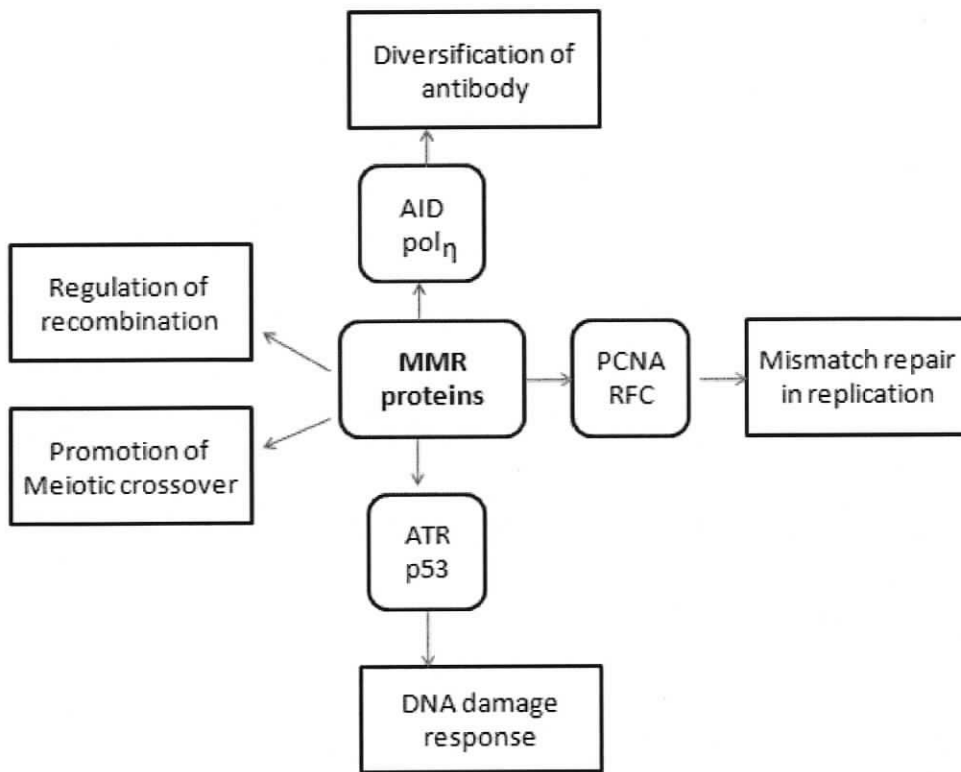 Diversification of
antibody
AID
polη
Regulation of
recombination
MMR
proteins
PCNA
RFC
Mismatch repair
in replication
Promotion of
Meiotic crossover
ATR
p53
DNA damage
response